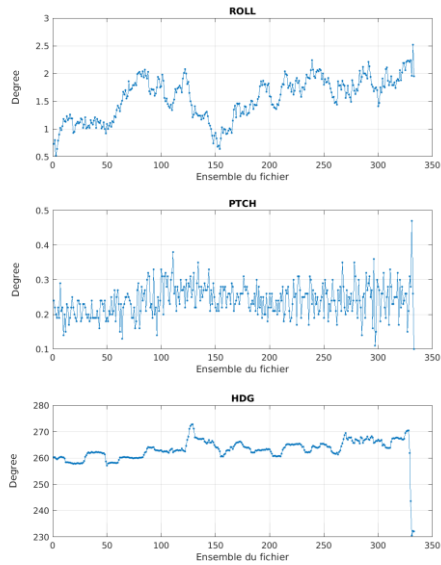 ROLL
3
2.5
2
1.5
1
0.5
Degree
0 50 100 150 200 250 300 350
Ensemble du fichier
PTCH
0.5
0.4
0.3
0.2
0.1
Degree
0 50 100 150 200 250 300 350
Ensemble du fichier
HDG
280
270
260
250
240
230
Degree
0 50 100 150 200 250 300 350
Ensemble du fichier